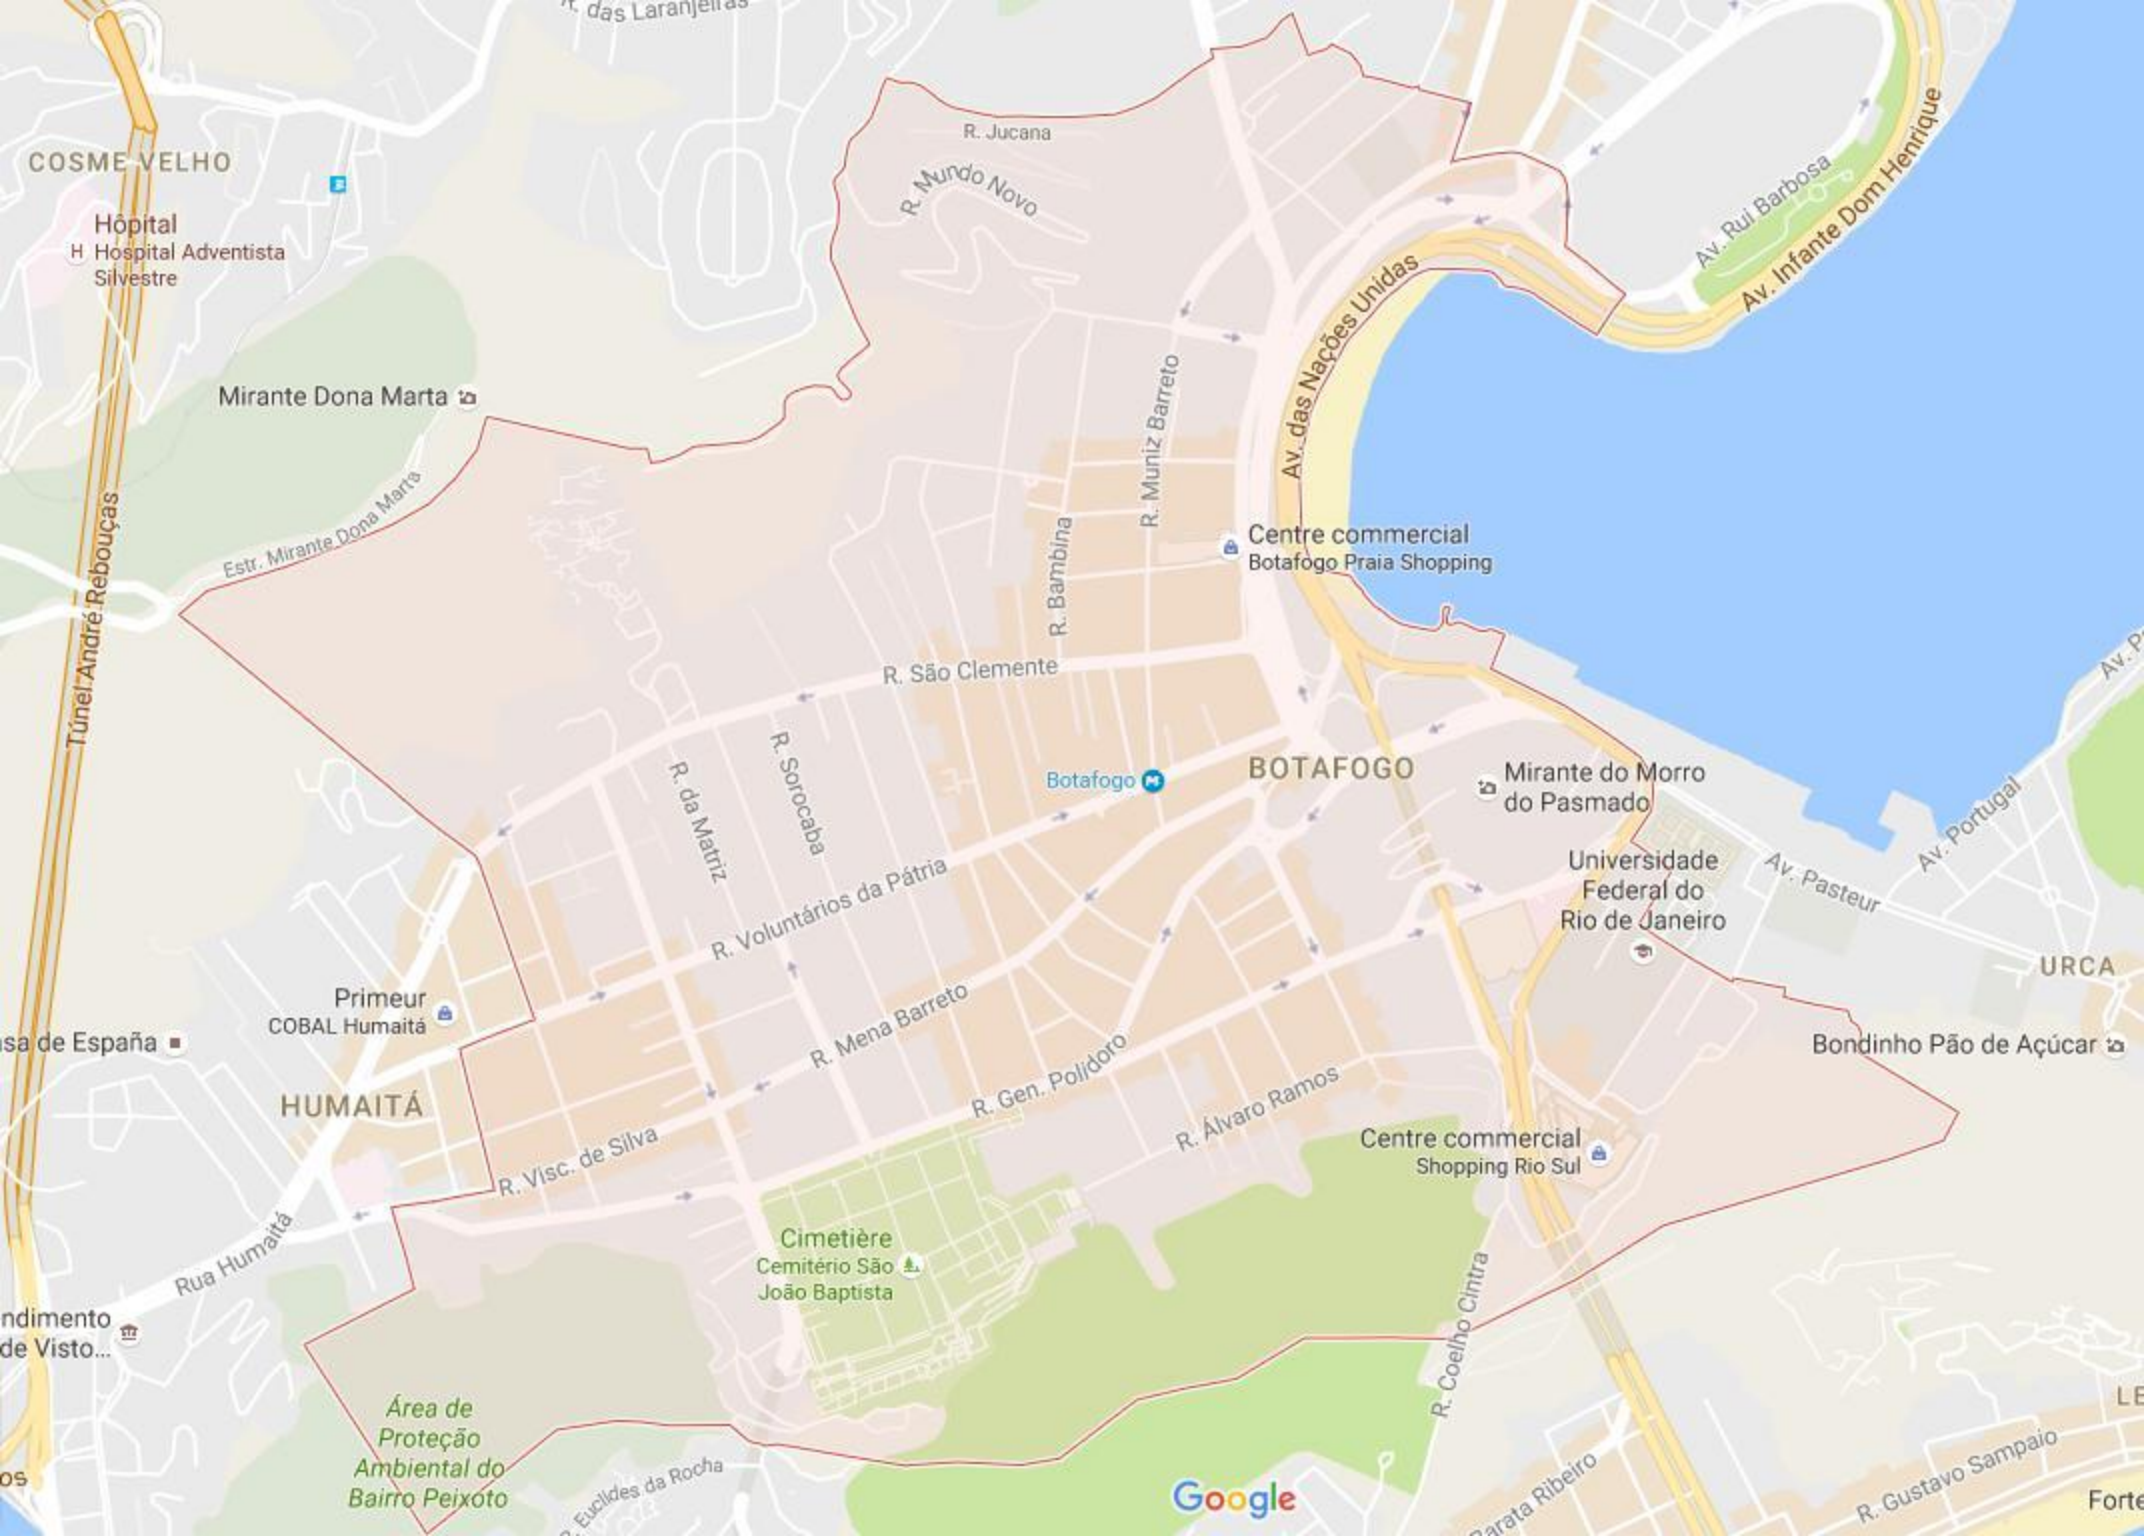 R. das Laranjeiras
COSME VELHO
R. Jucana
R. Mundo Novo
Av. Rui Barbosa
Av. Infante Dom Henrique
Hôpital
H Hospital Adventista
Silvestre
Av. das Nações Unidas
Mirante Dona Marta
R. Muniz Barreto
Estr. Mirante Dona Marta
Túnel André Rebouças
R. Bambina
Centre commercial
Botafogo Praia Shopping
R. São Clemente
Av. P
R. Sorocaba
R. da Matriz
Botafogo
BOTAFOGO
Mirante do Morro
do Pasmado
Av. Portugal
Universidade
Federal do
Rio de Janeiro
Av. Pasteur
R. Voluntários da Pátria
URCA
Primeur
COBAL Humaitá
asa de España
R. Mena Barreto
Bondinho Pão de Açúcar
R. Gen. Polidoro
R. Álvaro Ramos
HUMAITÁ
R. Visc. de Silva
Centre commercial
Shopping Rio Sul
Rua Humaitá
Cimetière
Cemitério São
João Baptista
R. Coelho Cintra
ndimento
de Visto...
Área de
Proteção
Ambiental do
Bairro Peixoto
LE
os
R. Euclides da Rocha
Google
Barata Ribeiro
R. Gustavo Sampaio
Forte